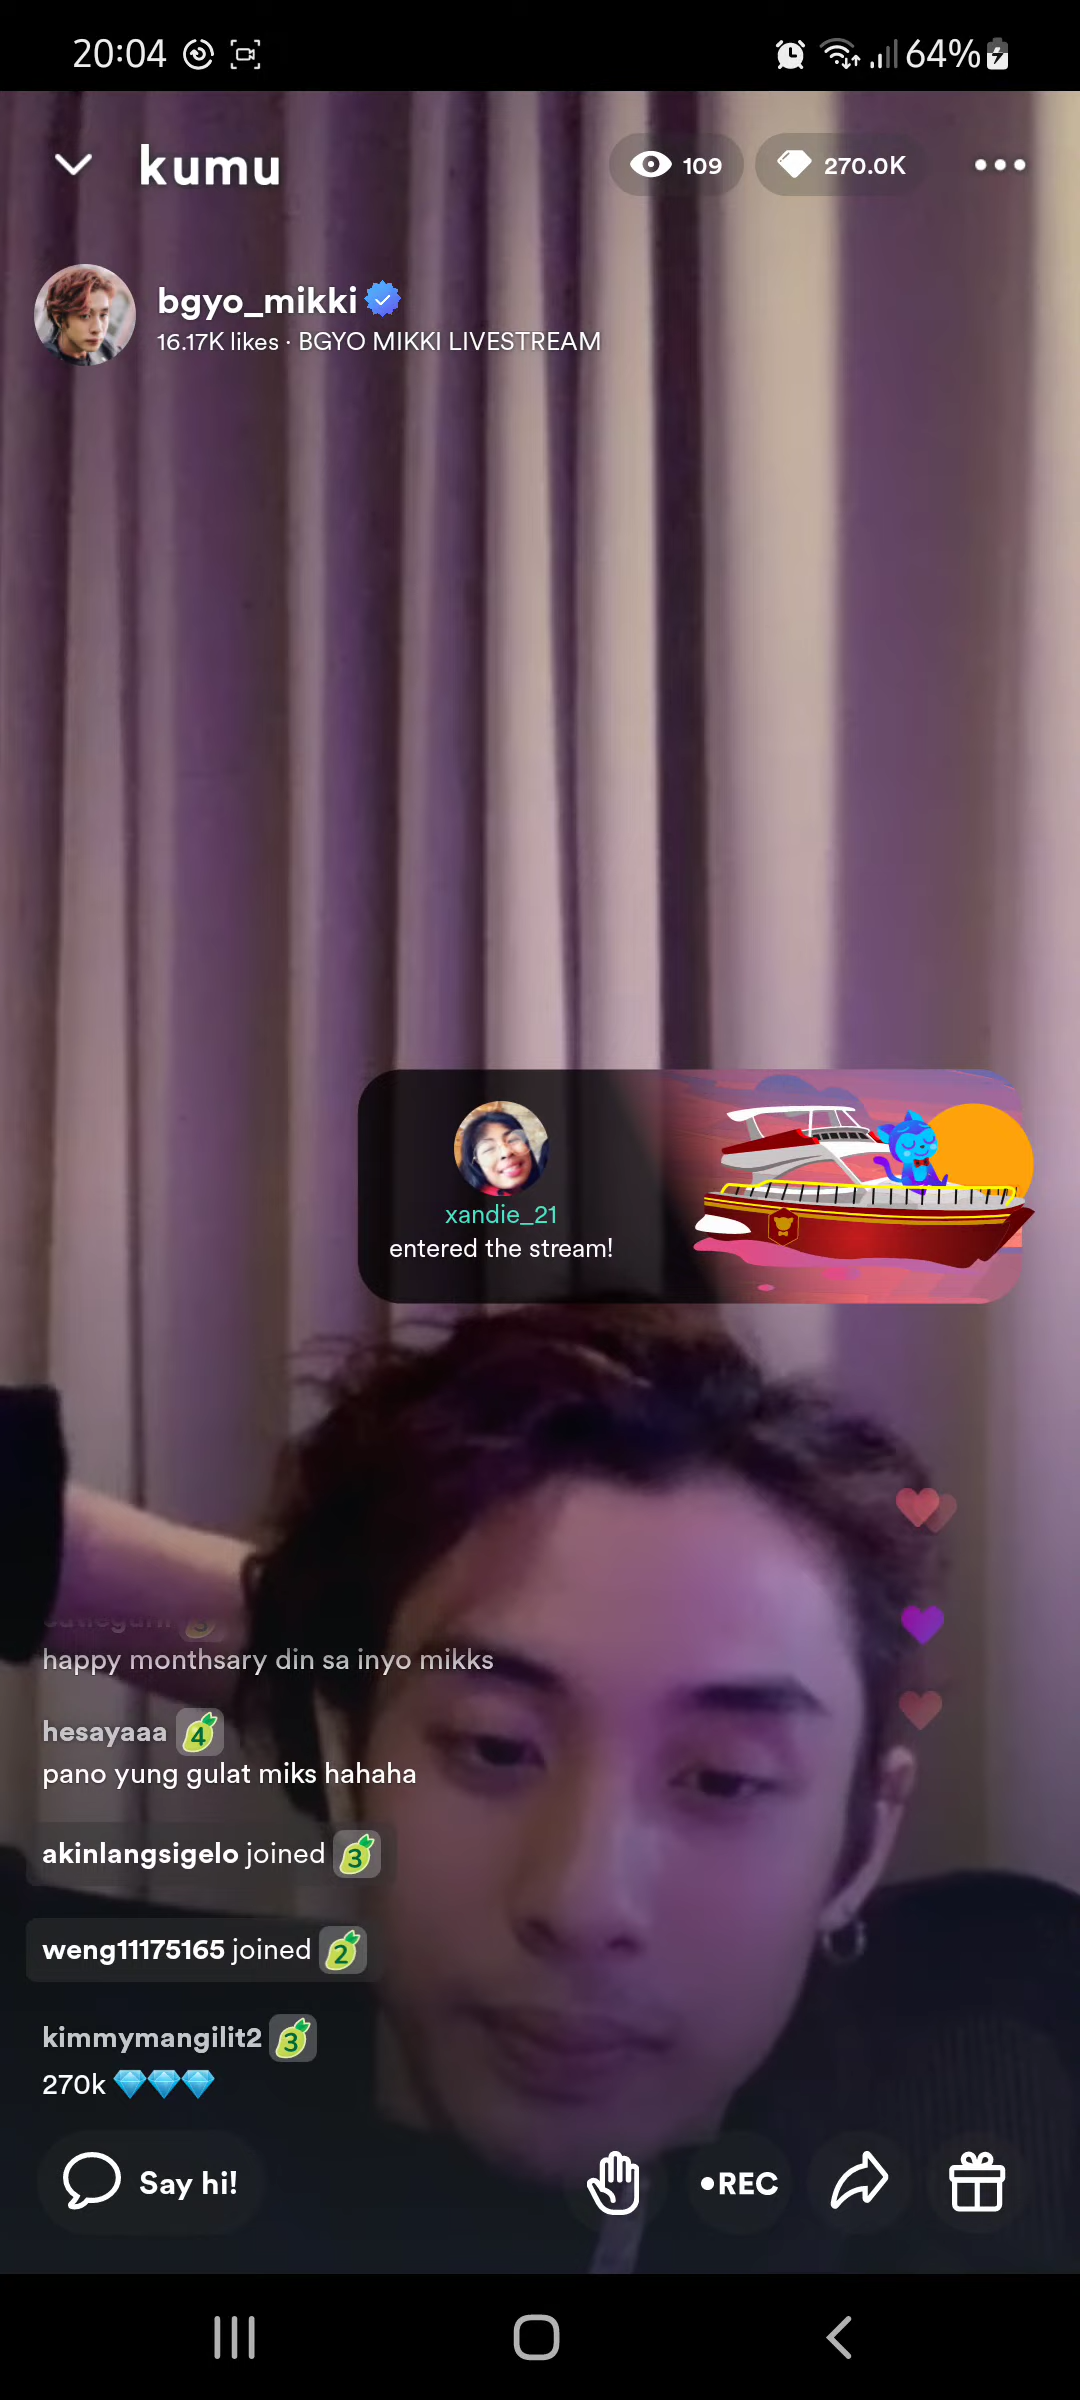 20:04 64%
kumu 109 270.0K
bgyo_mikki
16.17K likes · BGYO MIKKI LIVESTREAM
xandie_21
entered the stream!
happy monthsary din sa inyo mikks
hesayaaa 4
pano yung gulat miks hahaha
akinlangsigelo joined 3
weng11175165 joined 2
kimmymangilit2 3
270k 💎💎💎
Say hi! •REC